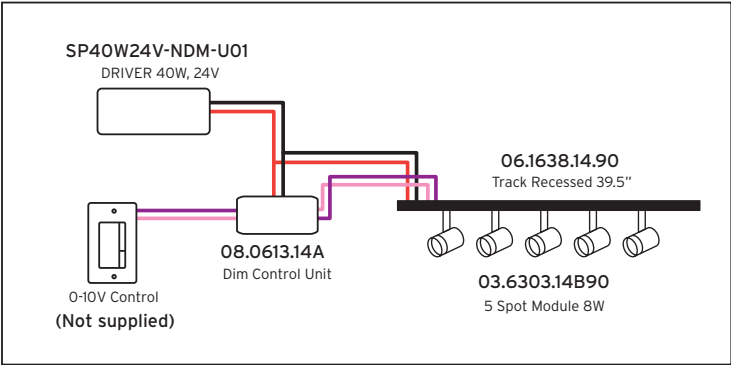 SP40W24V-NDM-U01
DRIVER 40W, 24V
06.1638.14.90
Track Recessed 39.5”
08.0613.14A
Dim Control Unit
03.6303.14B90
5 Spot Module 8W
0-10V Control
(Not supplied)